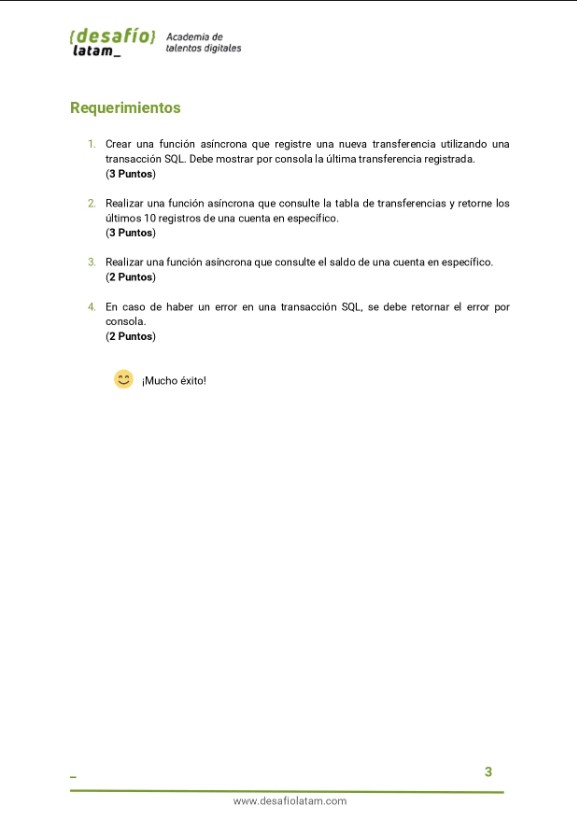 {desafío}
latam_
Academia de
talentos digitales
Requerimientos
1. Crear una función asíncrona que registre una nueva transferencia utilizando una
transacción SQL. Debe mostrar por consola la última transferencia registrada.
(3 Puntos)
2. Realizar una función asíncrona que consulte la tabla de transferencias y retorne los
últimos 10 registros de una cuenta en específico.
(3 Puntos)
3. Realizar una función asíncrona que consulte el saldo de una cuenta en específico.
(2 Puntos)
4. En caso de haber un error en una transacción SQL, se debe retornar el error por
consola.
(2 Puntos)
¡Mucho éxito!
_
3
www.desafiolatam.com